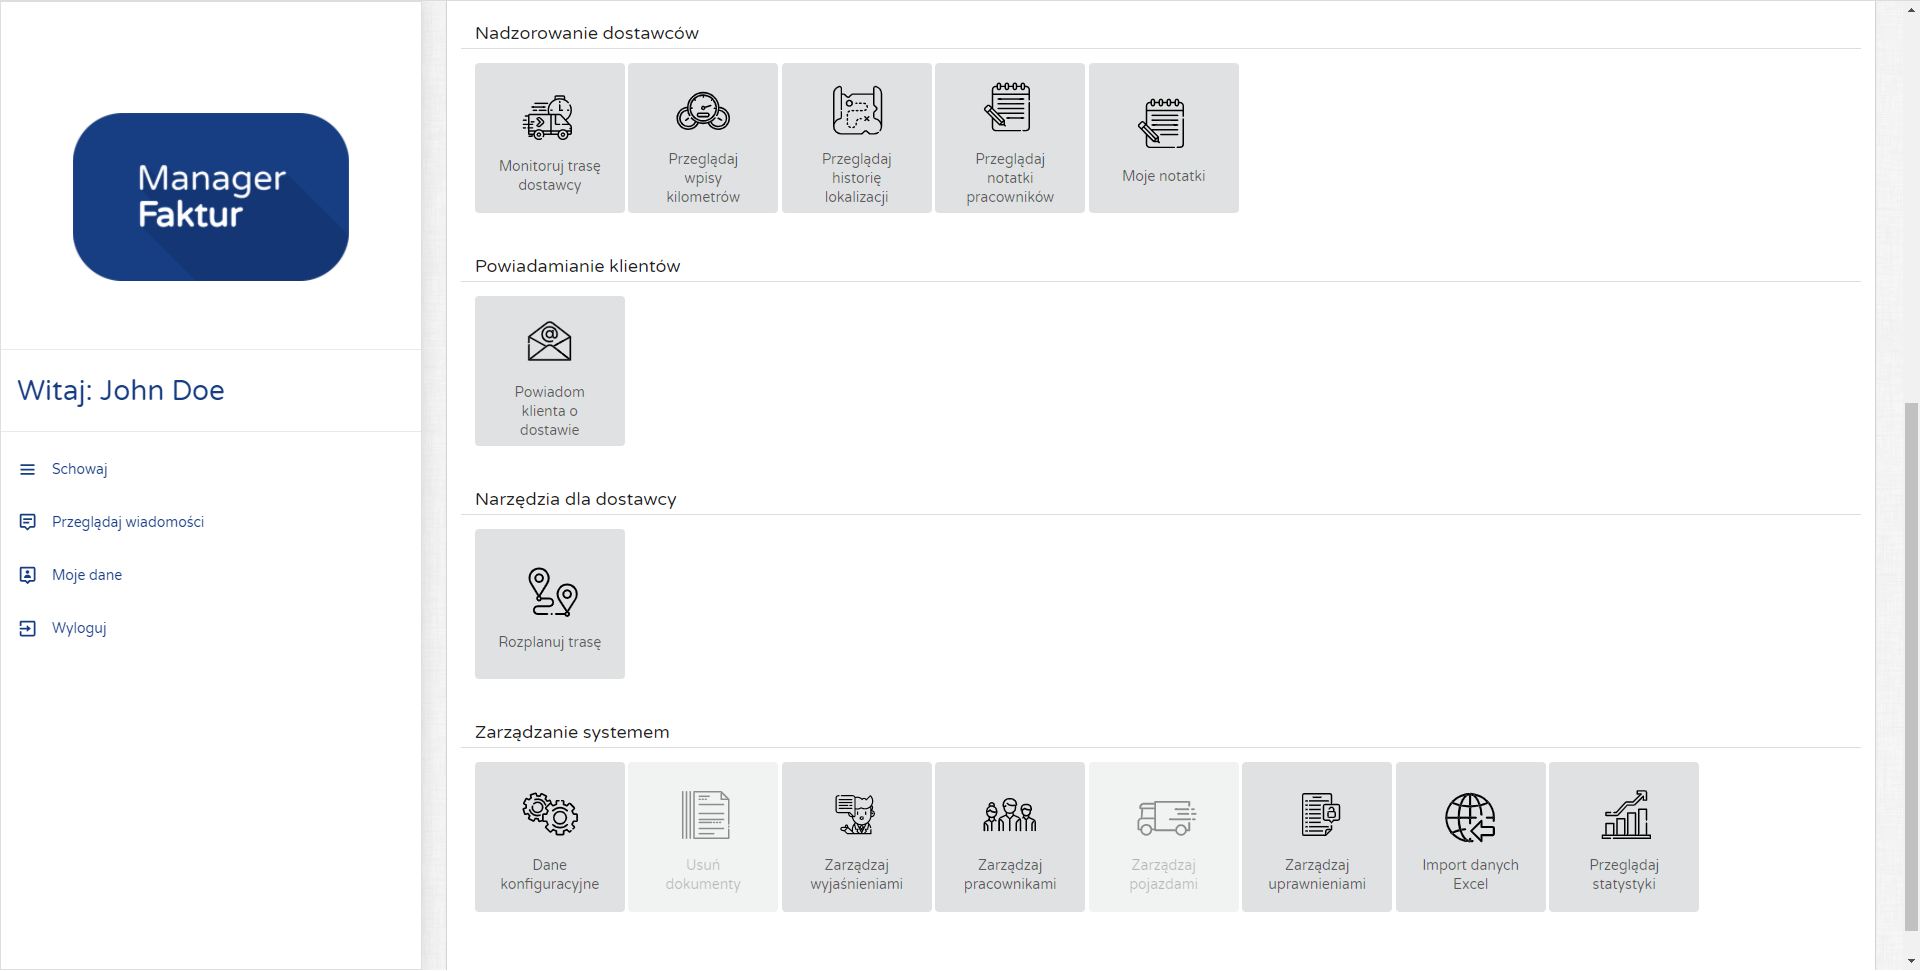 Manager
Faktur
Witaj: John Doe
Schowaj
Przeglądaj wiadomości
Moje dane
Wyloguj
Nadzorowanie dostawców
Monitoruj trasę
dostawcy
Przeglądaj
wpisy
kilometrów
Przeglądaj
historię
lokalizacji
Przeglądaj
notatki
pracowników
Moje notatki
Powiadamianie klientów
Powiadom
klienta o
dostawie
Narzędzia dla dostawcy
Rozplanuj trasę
Zarządzanie systemem
Dane
konfiguracyjne
Usuń
dokumenty
Zarządzaj
wyjaśnieniami
Zarządzaj
pracownikami
Zarządzaj
pojazdami
Zarządzaj
uprawnieniami
Import danych
Excel
Przeglądaj
statystyki